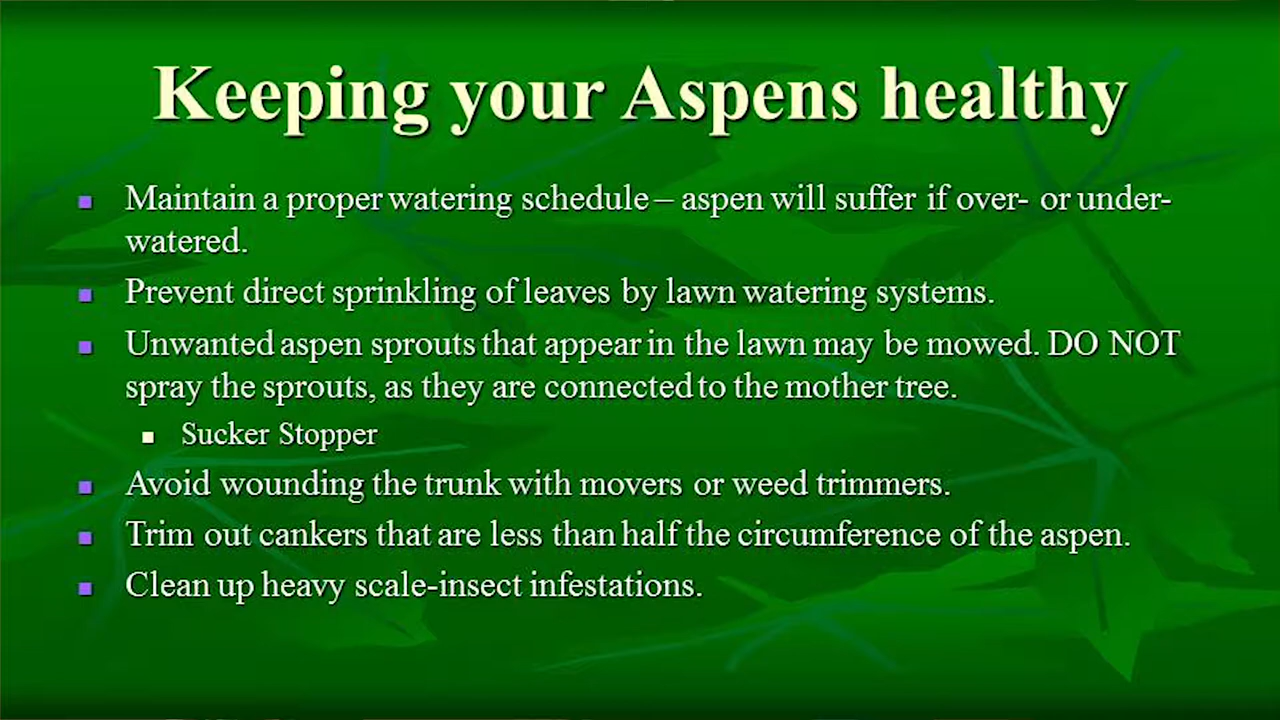 Keeping your Aspens healthy
Maintain a proper watering schedule – aspen will suffer if over- or under-
watered.
Prevent direct sprinkling of leaves by lawn watering systems.
Unwanted aspen sprouts that appear in the lawn may be mowed. DO NOT
spray the sprouts, as they are connected to the mother tree.
Sucker Stopper
Avoid wounding the trunk with movers or weed trimmers.
Trim out cankers that are less than half the circumference of the aspen.
Clean up heavy scale-insect infestations.